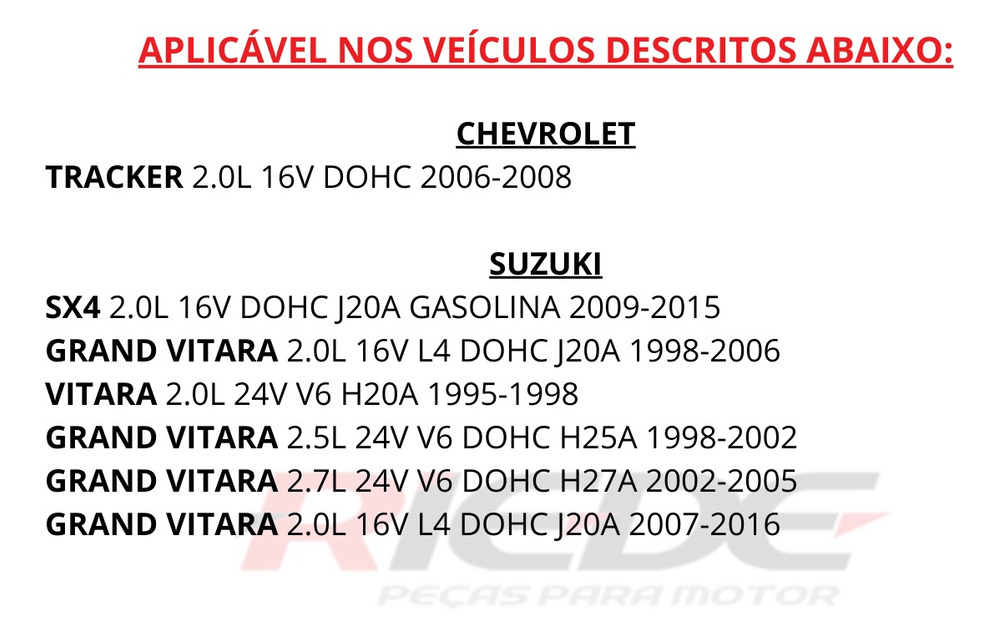 APLICÁVEL NOS VEÍCULOS DESCRITOS ABAIXO:
CHEVROLET
TRACKER 2.0L 16V DOHC 2006-2008
SUZUKI
SX4 2.0L 16V DOHC J20A GASOLINA 2009-2015
GRAND VITARA 2.0L 16V L4 DOHC J20A 1998-2006
VITARA 2.0L 24V V6 H20A 1995-1998
GRAND VITARA 2.5L 24V V6 DOHC H25A 1998-2002
GRAND VITARA 2.7L 24V V6 DOHC H27A 2002-2005
GRAND VITARA 2.0L 16V L4 DOHC J20A 2007-2016
RIEDE
PEÇAS PARA MOTOR